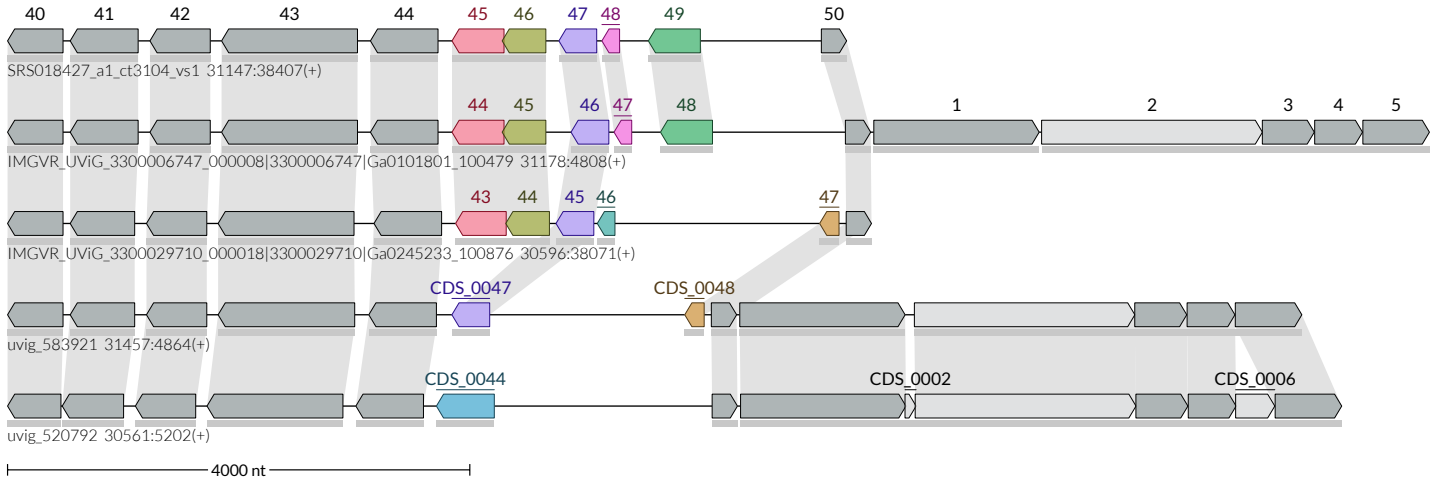 40 41 42 43 44 45 46 47 48 49 50
SRS018427_a1_ct3104_vs1 31147:38407(+)
44 45 46 47 48 1 2 3 4 5
IMGVR_UViG_3300006747_000008|3300006747|Ga0101801_100479 31178:4808(+)
43 44 45 46 47
IMGVR_UViG_3300029710_000018|3300029710|Ga0245233_100876 30596:38071(+)
CDS_0047 CDS_0048
uvig_583921 31457:4864(+)
CDS_0044 CDS_0002 CDS_0006
uvig_520792 30561:5202(+)
4000 nt